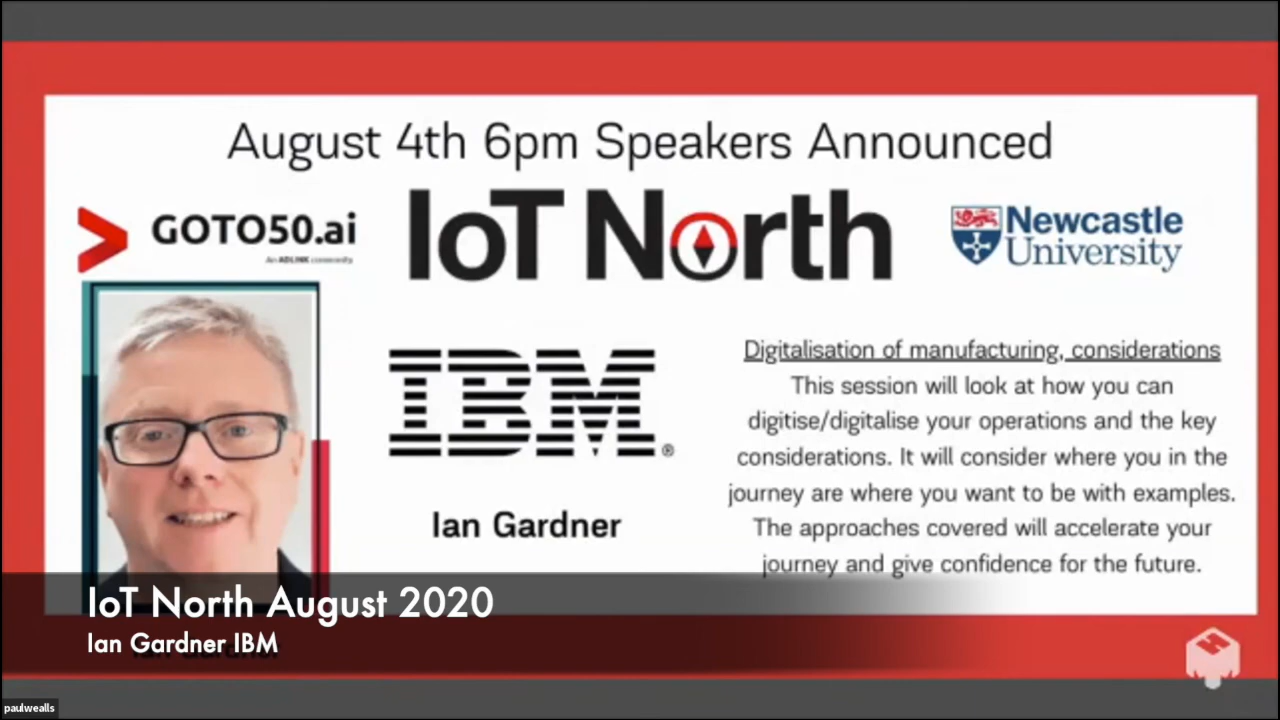 August 4th 6pm Speakers Announced
GOTO50.ai
An ADLINK community
IoT North
Newcastle
University
IBM®
Ian Gardner
Digitalisation of manufacturing, considerations
This session will look at how you can
digitise/digitalise your operations and the key
considerations. It will consider where you in the
journey are where you want to be with examples.
The approaches covered will accelerate your
journey and give confidence for the future.
IoT North August 2020
Ian Gardner IBM
paulwealls